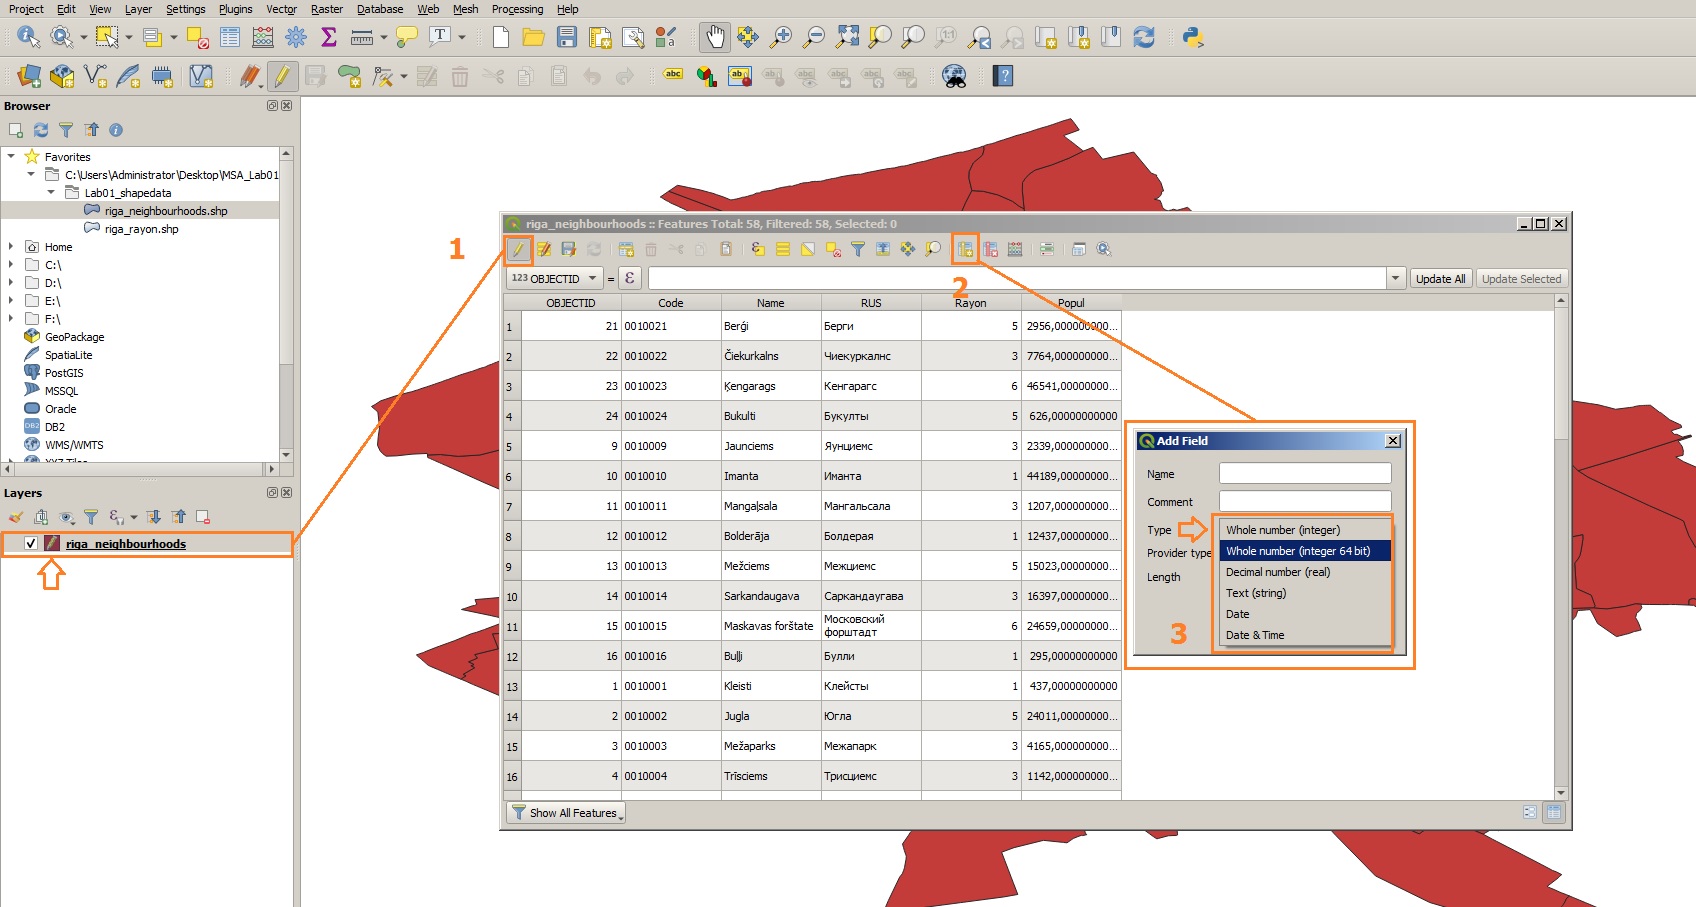 Project Edit View Layer Settings Plugins Vector Raster Database Web Mesh Processing Help
Browser
Favorites
C:\Users\Administrator\Desktop\MSA_Lab01
Lab01_shapedata
riga_neighbourhoods.shp
riga_rayon.shp
Home
C:\
D:\
E:\
F:\
GeoPackage
SpatiaLite
PostGIS
MSSQL
Oracle
DB2
WMS/WMTS
Layers
riga_neighbourhoods
1
riga_neighbourhoods :: Features Total: 58, Filtered: 58, Selected: 0
123 OBJECTID = ε Update All Update Selected
2
OBJECTID Code Name RUS Rayon Popul
1 21 0010021 Berģi Берги 5 2956,000000000...
2 22 0010022 Čiekurkalns Чиекуркалнс 3 7764,000000000...
3 23 0010023 Ķengarags Кенгарагс 6 46541,00000000...
4 24 0010024 Bukulti Букулты 5 626,00000000000
5 9 0010009 Jaunciems Яунциемс 3 2339,000000000...
6 10 0010010 Imanta Иманта 1 44189,00000000...
7 11 0010011 Mangaļsala Мангальсала 3 1207,000000000...
8 12 0010012 Bolderāja Болдерая 1 12437,00000000...
9 13 0010013 Mežciems Межциемс 5 15023,00000000...
10 14 0010014 Sarkandaugava Саркандаугава 3 16397,00000000...
11 15 0010015 Maskavas forštate Московский форштадт 6 24659,00000000...
12 16 0010016 Buļļi Булли 1 295,00000000000
13 1 0010001 Kleisti Клейсты 1 437,00000000000
14 2 0010002 Jugla Югла 5 24011,00000000...
15 3 0010003 Mežaparks Межапарк 3 4165,000000000...
16 4 0010004 Trīsciems Трисциемс 3 1142,000000000...
Show All Features
Add Field
Name
Comment
Type
Provider type
Length
Whole number (integer)
Whole number (integer 64 bit)
Decimal number (real)
Text (string)
Date
Date & Time
3